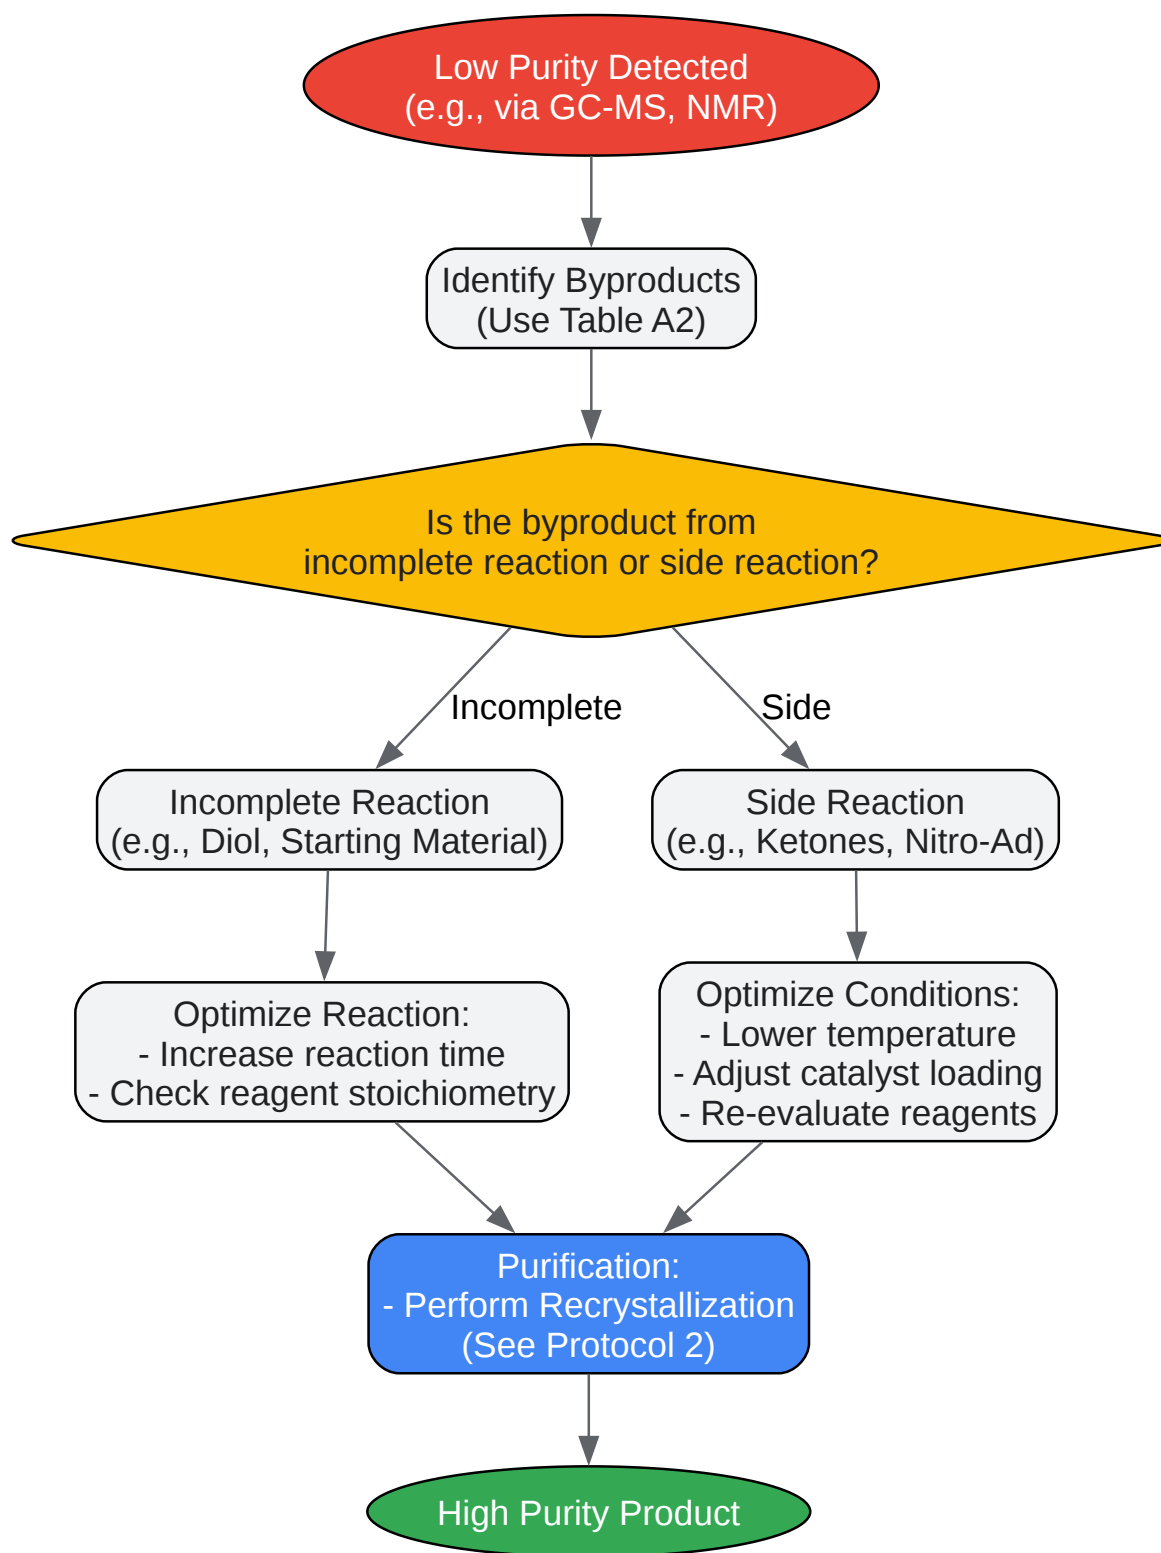 Low Purity Detected
(e.g., via GC-MS, NMR)
Identify Byproducts
(Use Table A2)
Is the byproduct from
incomplete reaction or side reaction?
Incomplete
Side
Incomplete Reaction
(e.g., Diol, Starting Material)
Side Reaction
(e.g., Ketones, Nitro-Ad)
Optimize Reaction:
- Increase reaction time
- Check reagent stoichiometry
Optimize Conditions:
- Lower temperature
- Adjust catalyst loading
- Re-evaluate reagents
Purification:
- Perform Recrystallization
(See Protocol 2)
High Purity Product